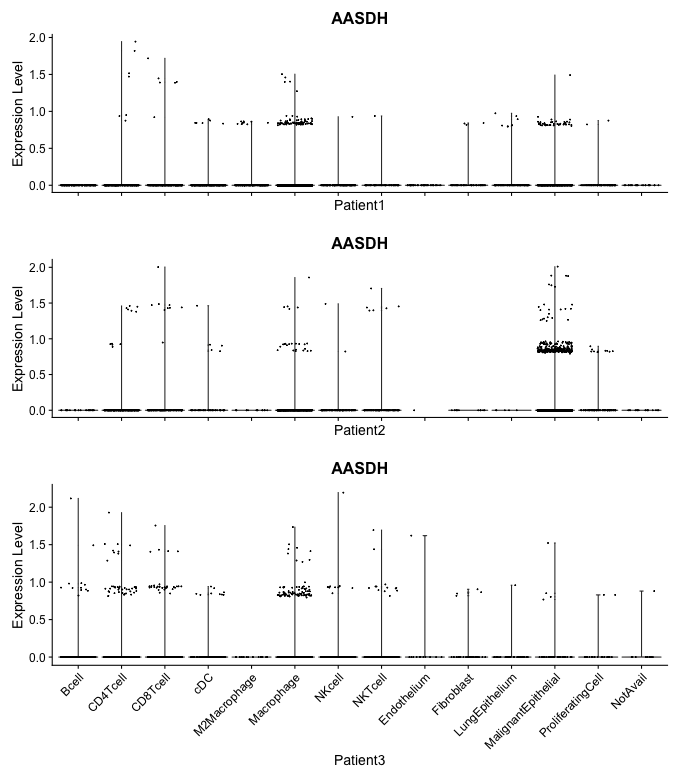 AASDH
Expression Level
2.0
1.5
1.0
0.5
0.0
Patient1
AASDH
Expression Level
2.0
1.5
1.0
0.5
0.0
Patient2
AASDH
Expression Level
2.0
1.5
1.0
0.5
0.0
Bcell
CD4Tcell
CD8Tcell
cDC
M2Macrophage
Macrophage
NKcell
NKTcell
Endothelium
Fibroblast
LungEpithelium
MalignantEpithelial
ProliferatingCell
NotAvail
Patient3